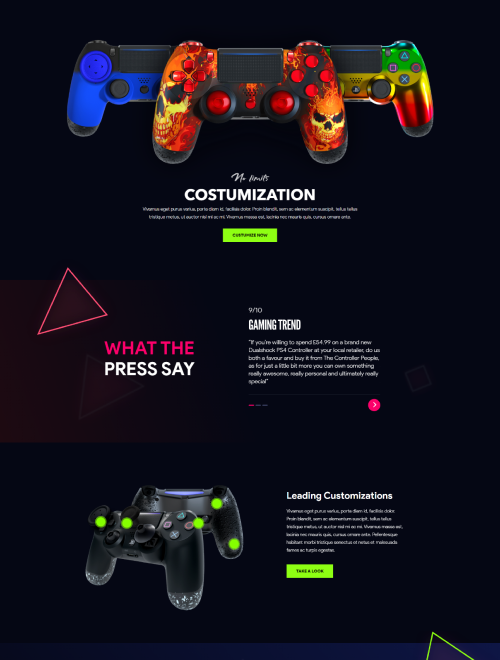 No limits
COSTUMIZATION
Vivamus eget purus varius, porta diam id, facilisis dolor. Proin blandit, sem ac elementum suscipit, tellus tellus
tristique metus, ut auctor nisl mi ac mi. Vivamus massa est, lacinia nec mauris quis, cursus ornare ante.
CUSTUMIZE NOW
WHAT THE
PRESS SAY
9/10
GAMING TREND
"If you're willing to spend £54.99 on a brand new
Dualshock PS4 Controller at your local retailer, do us
both a favour and buy it from The Controller People,
as for just a little bit more you can own something
really awesome, really personal and ultimately really
special"
Leading Customizations
Vivamus eget purus varius, porta diam id, facilisis dolor.
Proin blandit, sem ac elementum suscipit, tellus tellus
tristique metus, ut auctor nisl mi ac mi. Vivamus massa est,
lacinia nec mauris quis, cursus ornare ante. Pellentesque
habitant morbi tristique senectus et netus et malesuada
fames ac turpis egestas.
TAKE A LOOK